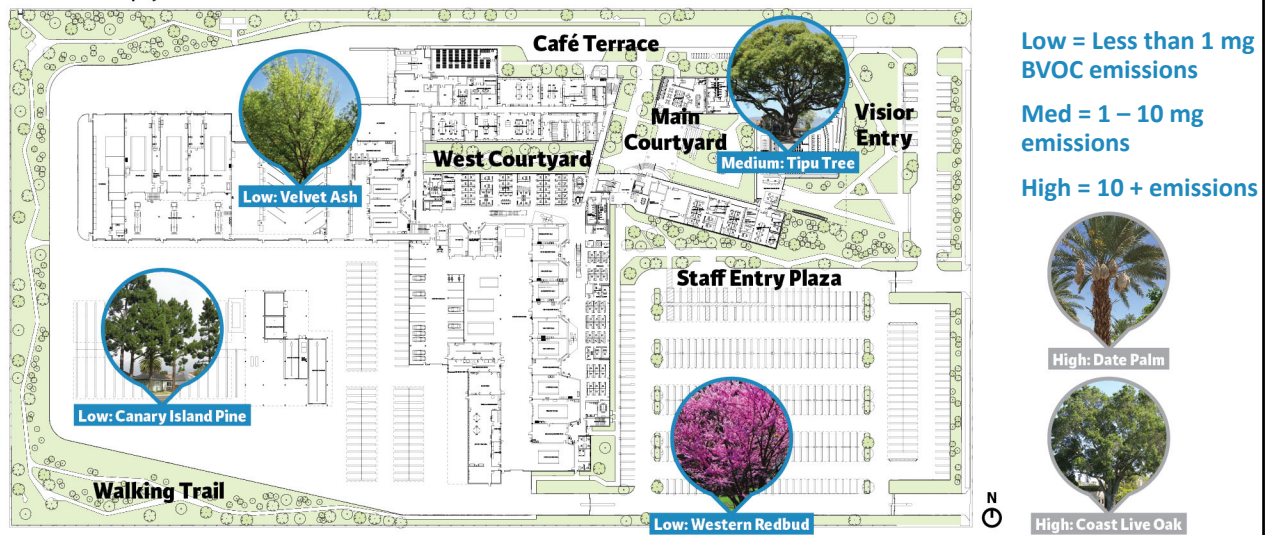 Café Terrace
Main
Courtyard
Visior
Entry
West Courtyard
Medium: Tipu Tree
Low: Velvet Ash
Staff Entry Plaza
Low: Canary Island Pine
Walking Trail
Low: Western Redbud
N
Low = Less than 1 mg
BVOC emissions
Med = 1 – 10 mg
emissions
High = 10 + emissions
High: Date Palm
High: Coast Live Oak